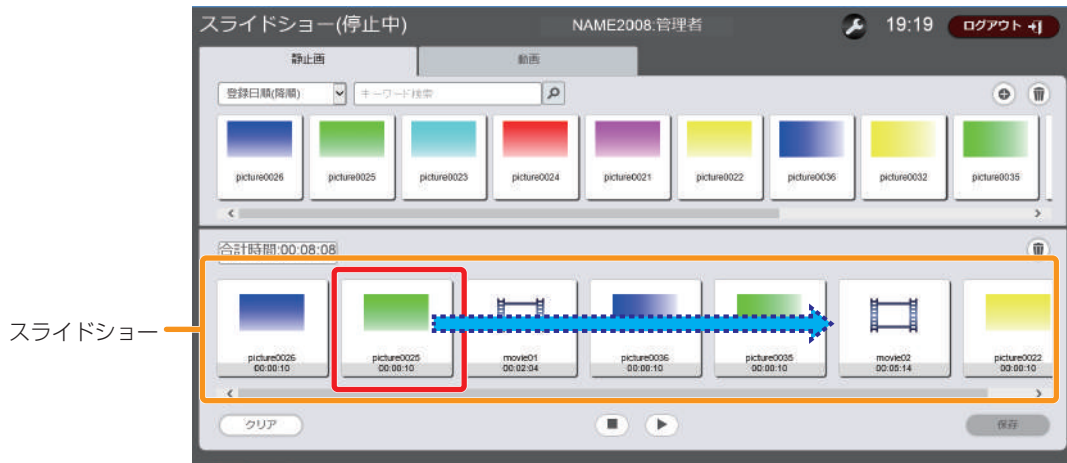 スライドショー(停止中)
NAME2008:管理者
19:19
ログアウト
静止画
動画
登録日順(降順)
キーワード検索
picture0026
picture0025
picture0023
picture0024
picture0021
picture0022
picture0036
picture0032
picture0035
合計時間:00:08:08
スライドショー
picture0026
00:00:10
picture0025
00:00:10
movie01
00:02:04
picture0036
00:00:10
picture0035
00:00:10
movie02
00:05:14
picture0022
00:00:10
クリア
保存